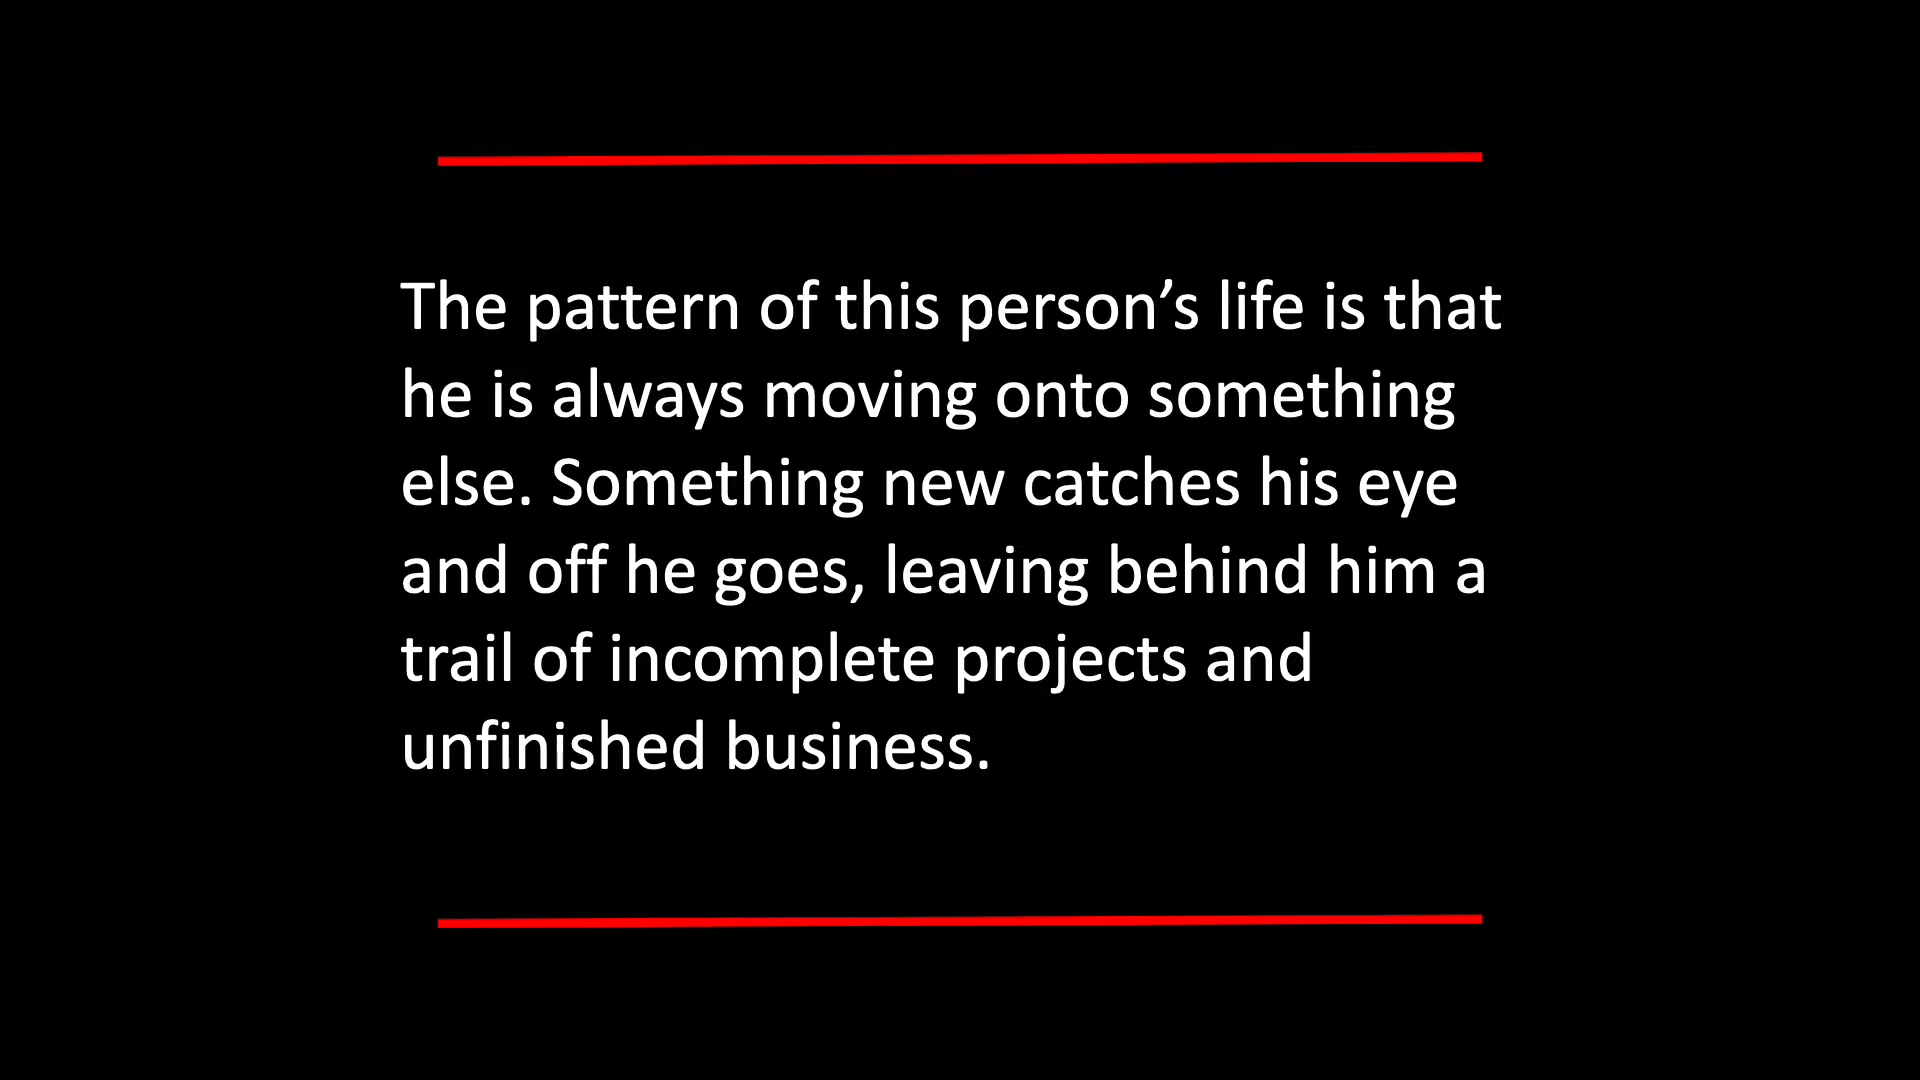 The pattern of this person’s life is that
he is always moving onto something
else. Something new catches his eye
and off he goes, leaving behind him a
trail of incomplete projects and
unfinished business.